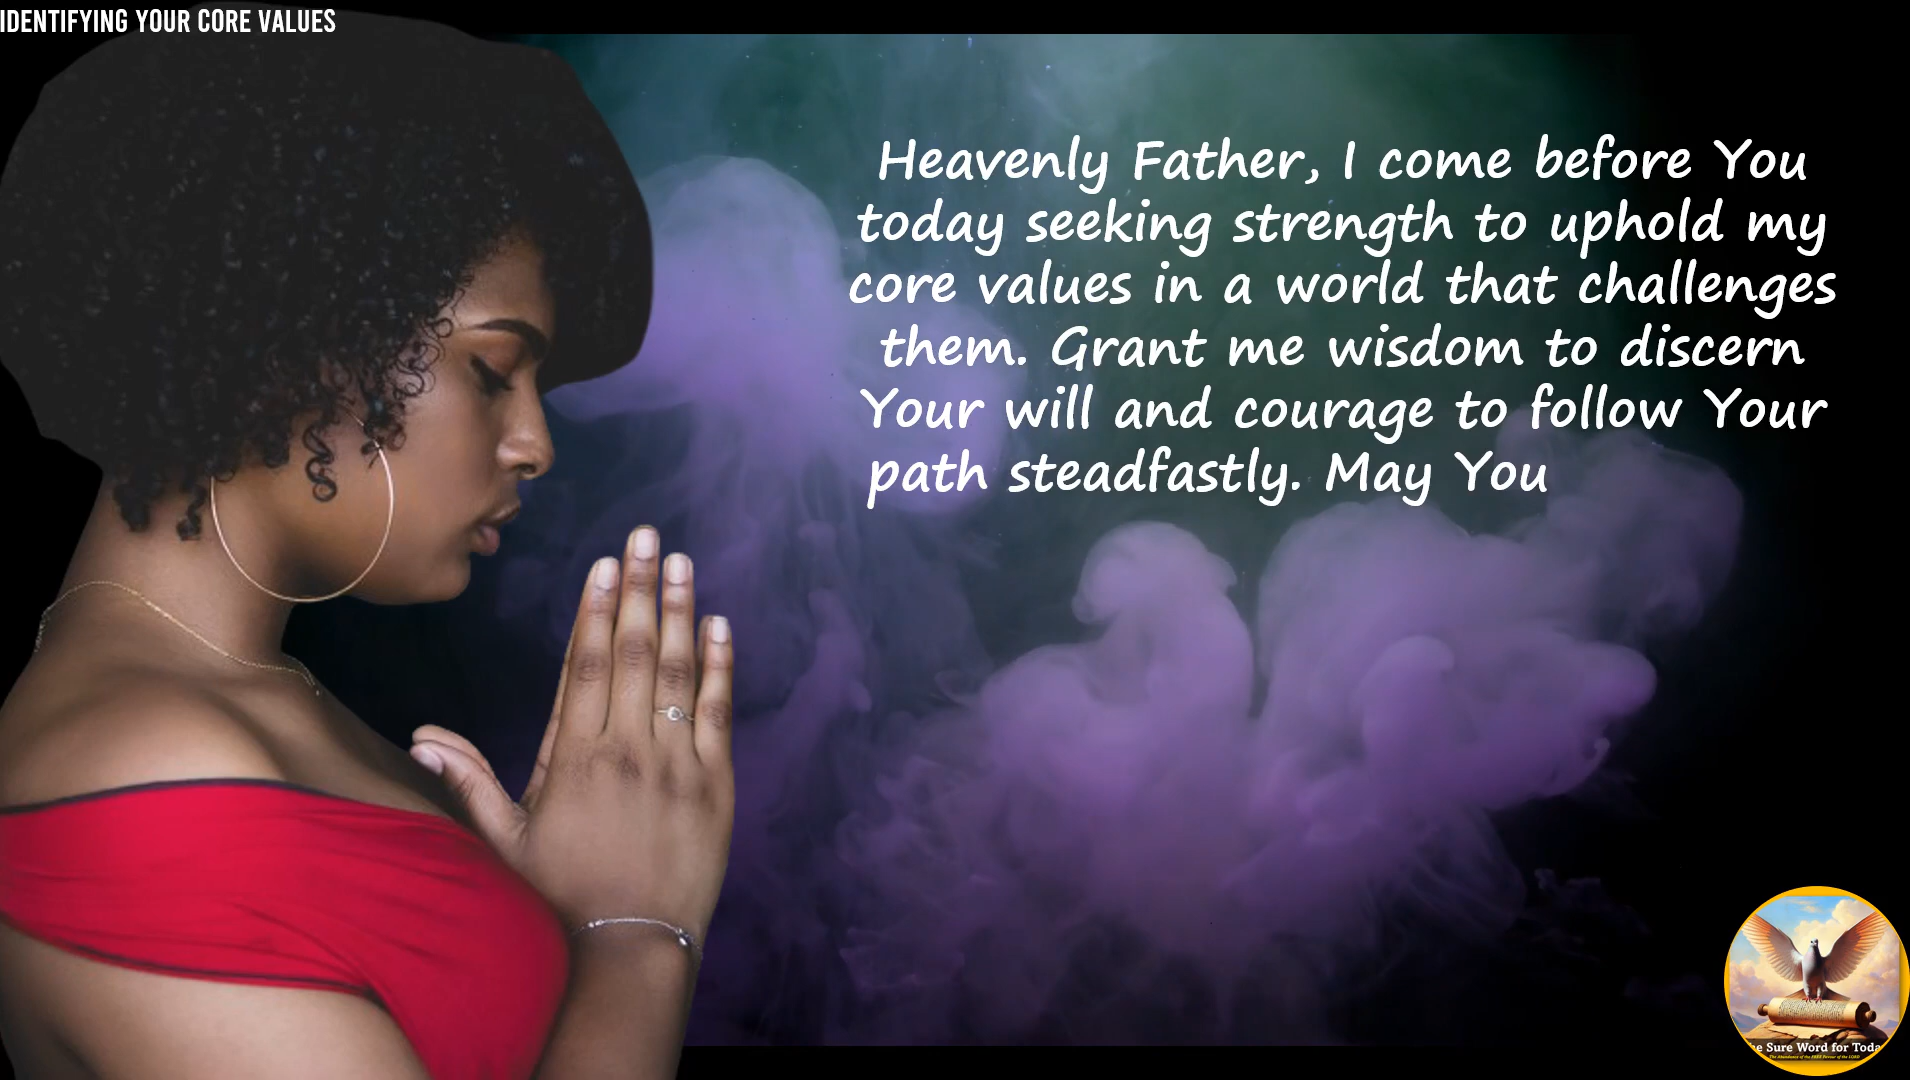 IDENTIFYING YOUR CORE VALUES
Heavenly Father, I come before You
today seeking strength to uphold my
core values in a world that challenges
them. Grant me wisdom to discern
Your will and courage to follow Your
path steadfastly. May You
Sure Word for